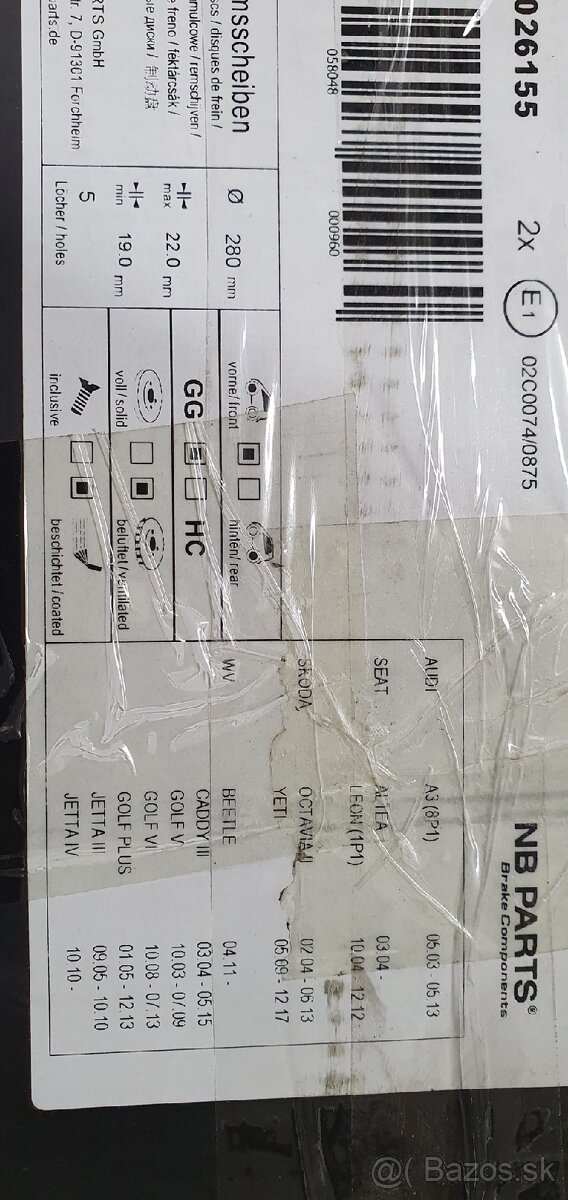 026155 2x E1 02C0074/0875
NB PARTS®
Brake Components
058048 000960
msscheiben
cs / disques de frein /
mulcowe / remschijven /
freno / féktárcsák /
ые диски / 制动盘
RTS GmbH
7, D-91301 Forchheim
parts.de
Ø 280 mm
max 22.0 mm
min 19.0 mm
5 Löcher / holes
vorne/front hinten/rear
GG HC
voll/solid belüftet/ventilated
inclusive beschichtet/coated
AUDI A3 (8P1) 05.03 - 05.13
SEAT ALTEA 03.04 -
LEON (1P1) 10.04 - 12.12
SKODA OCTAVIA II 02.04 - 06.13
YETI 05.09 - 12.17
WV BEETLE 04.11 -
CADDY III 03.04 - 05.15
GOLF V 10.03 - 07.09
GOLF VI 10.08 - 07.13
GOLF PLUS 01.05 - 12.13
JETTA III 09.05 - 10.10
JETTA IV 10.10 -
@( Bazos.sk